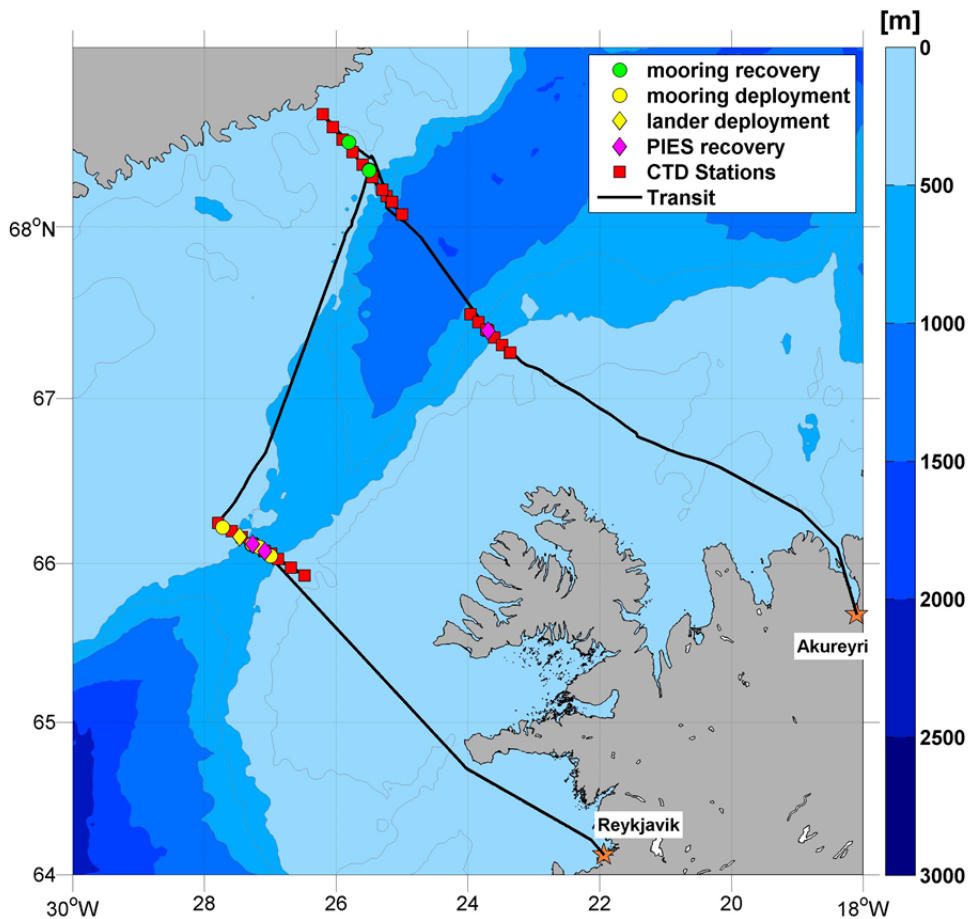 [m]
mooring recovery
mooring deployment
lander deployment
PIES recovery
CTD Stations
Transit
0
500
1000
1500
2000
2500
3000
68°N
67
66
65
64
Akureyri
Reykjavik
30°W
28
26
24
22
20
18°W